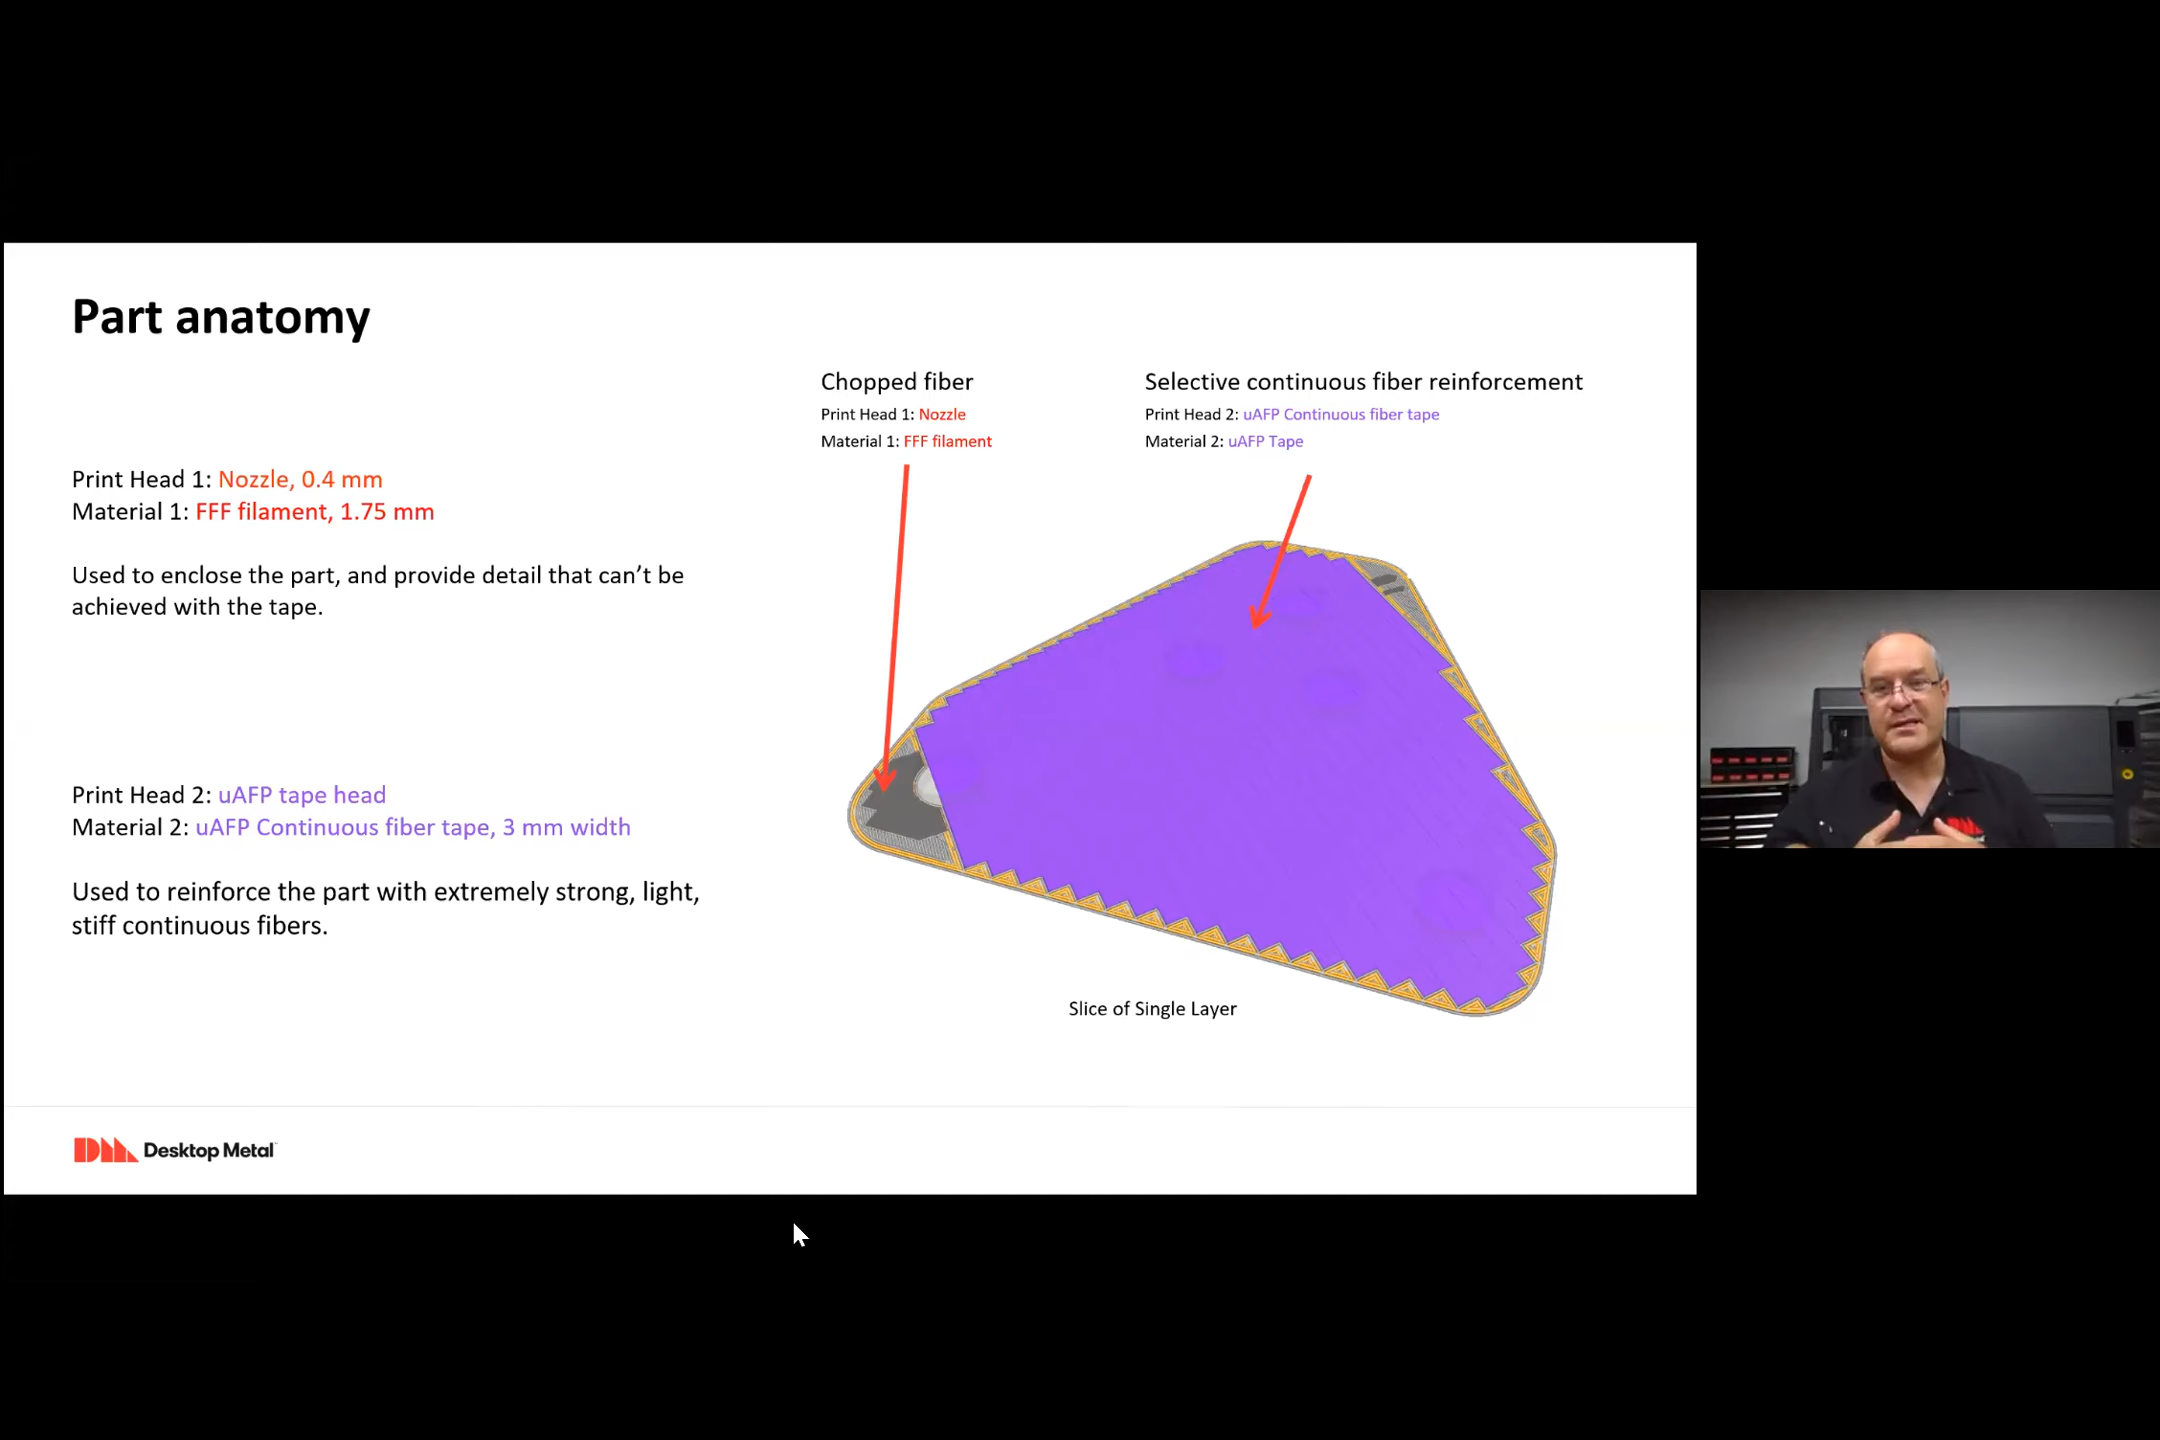 Part anatomy
Print Head 1: Nozzle, 0.4 mm
Material 1: FFF filament, 1.75 mm
Used to enclose the part, and provide detail that can’t be
achieved with the tape.
Print Head 2: uAFP tape head
Material 2: uAFP Continuous fiber tape, 3 mm width
Used to reinforce the part with extremely strong, light,
stiff continuous fibers.
Chopped fiber
Print Head 1: Nozzle
Material 1: FFF filament
Selective continuous fiber reinforcement
Print Head 2: uAFP Continuous fiber tape
Material 2: uAFP Tape
Slice of Single Layer
DM Desktop Metal